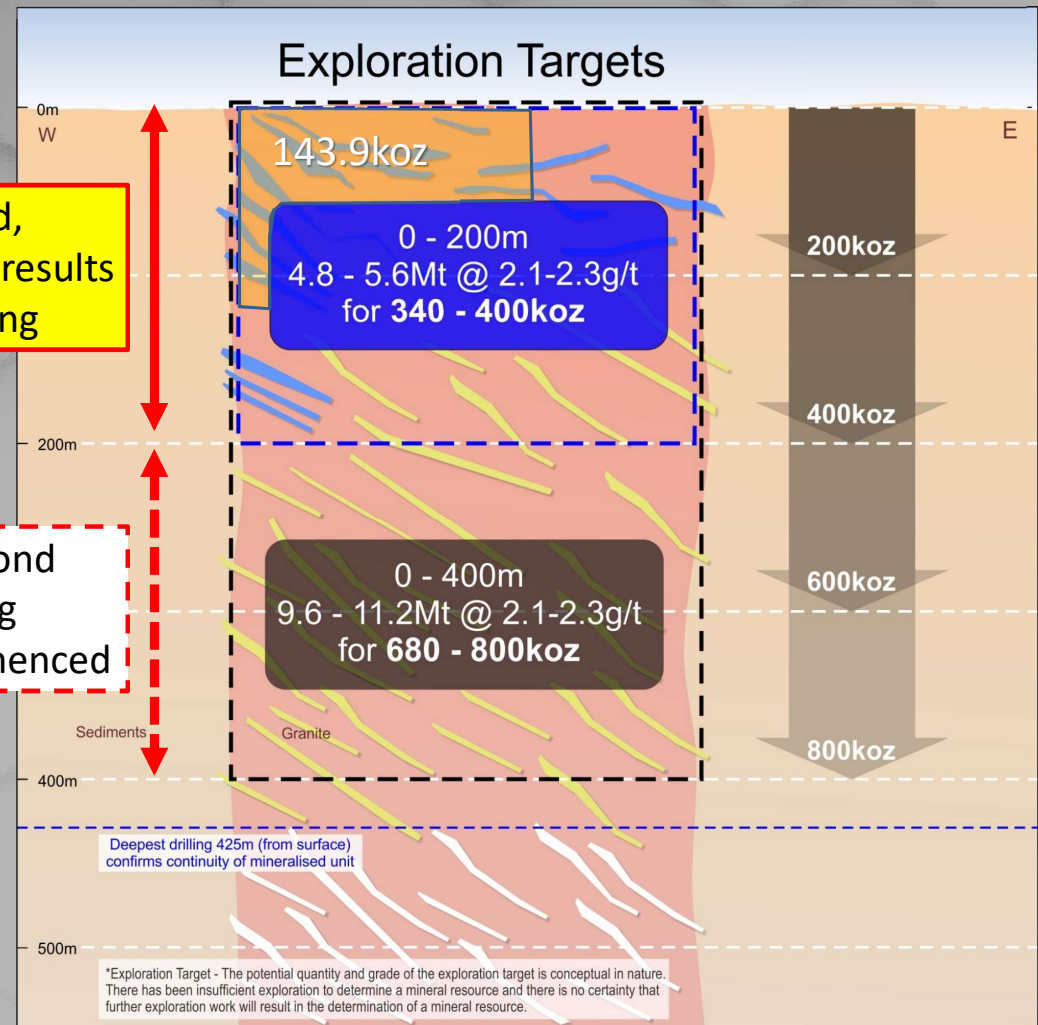 Exploration Targets
0m
W
E
143.9koz
d,
results
ng
0 - 200m
4.8 - 5.6Mt @ 2.1-2.3g/t
for 340 - 400koz
200koz
400koz
200m
ond
g
nenced
0 - 400m
9.6 - 11.2Mt @ 2.1-2.3g/t
for 680 - 800koz
600koz
Sediments
Granite
800koz
400m
Deepest drilling 425m (from surface)
confirms continuity of mineralised unit
500m
*Exploration Target - The potential quantity and grade of the exploration target is conceptual in nature.
There has been insufficient exploration to determine a mineral resource and there is no certainty that
further exploration work will result in the determination of a mineral resource.